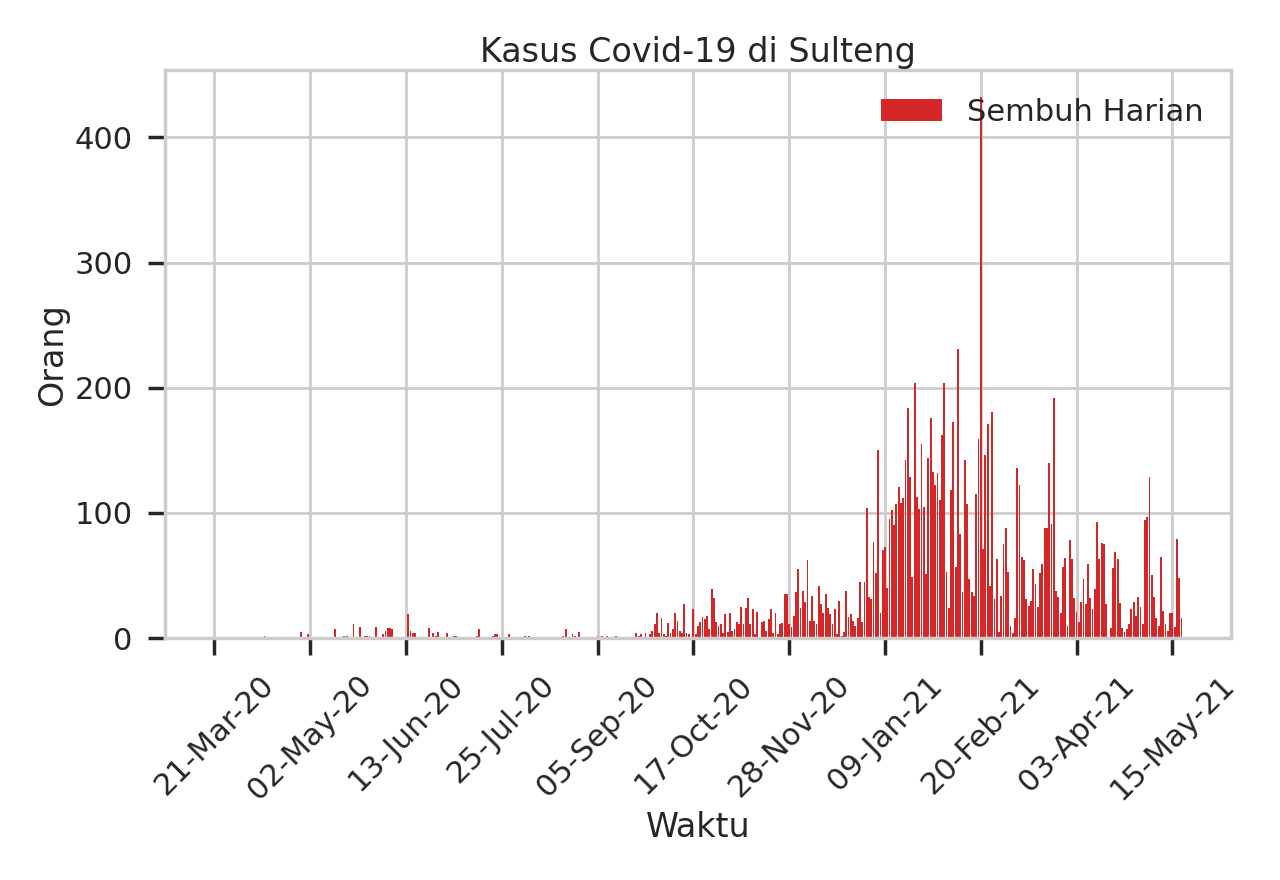 Kasus Covid-19 di Sulteng
Sembuh Harian
400
300
200
100
0
Orang
21-Mar-20
02-May-20
13-Jun-20
25-Jul-20
05-Sep-20
17-Oct-20
28-Nov-20
09-Jan-21
20-Feb-21
03-Apr-21
15-May-21
Waktu